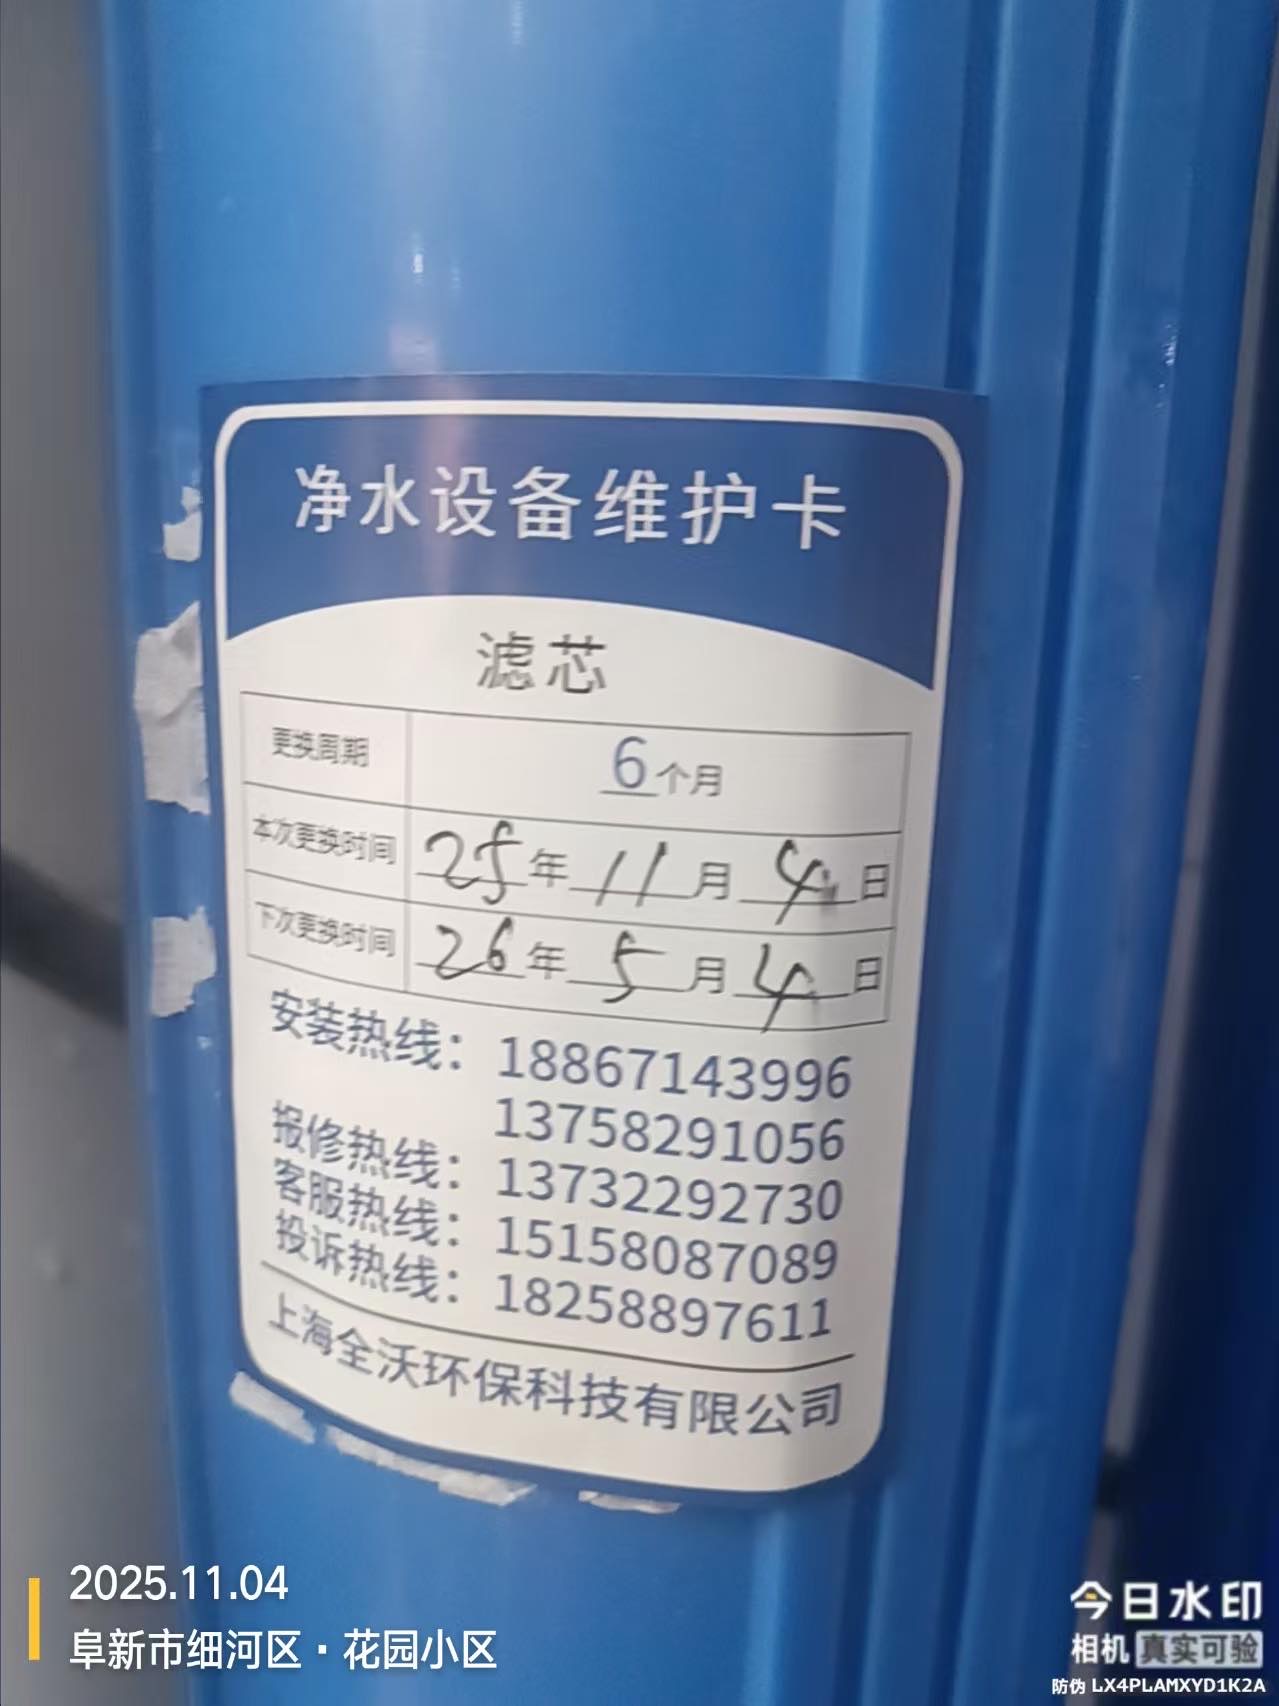 净水设备维护卡
滤芯
更换周期 6个月
本次更换时间 25年11月4日
下次更换时间 26年5月4日
安装热线：18867143996
13758291056
报修热线：13732292730
客服热线：15158087089
投诉热线：18258897611
上海全沃环保科技有限公司
2025.11.04
阜新市细河区·花园小区
今日水印
相机 真实可验
防伪 LX4PLAMXYD1K2A